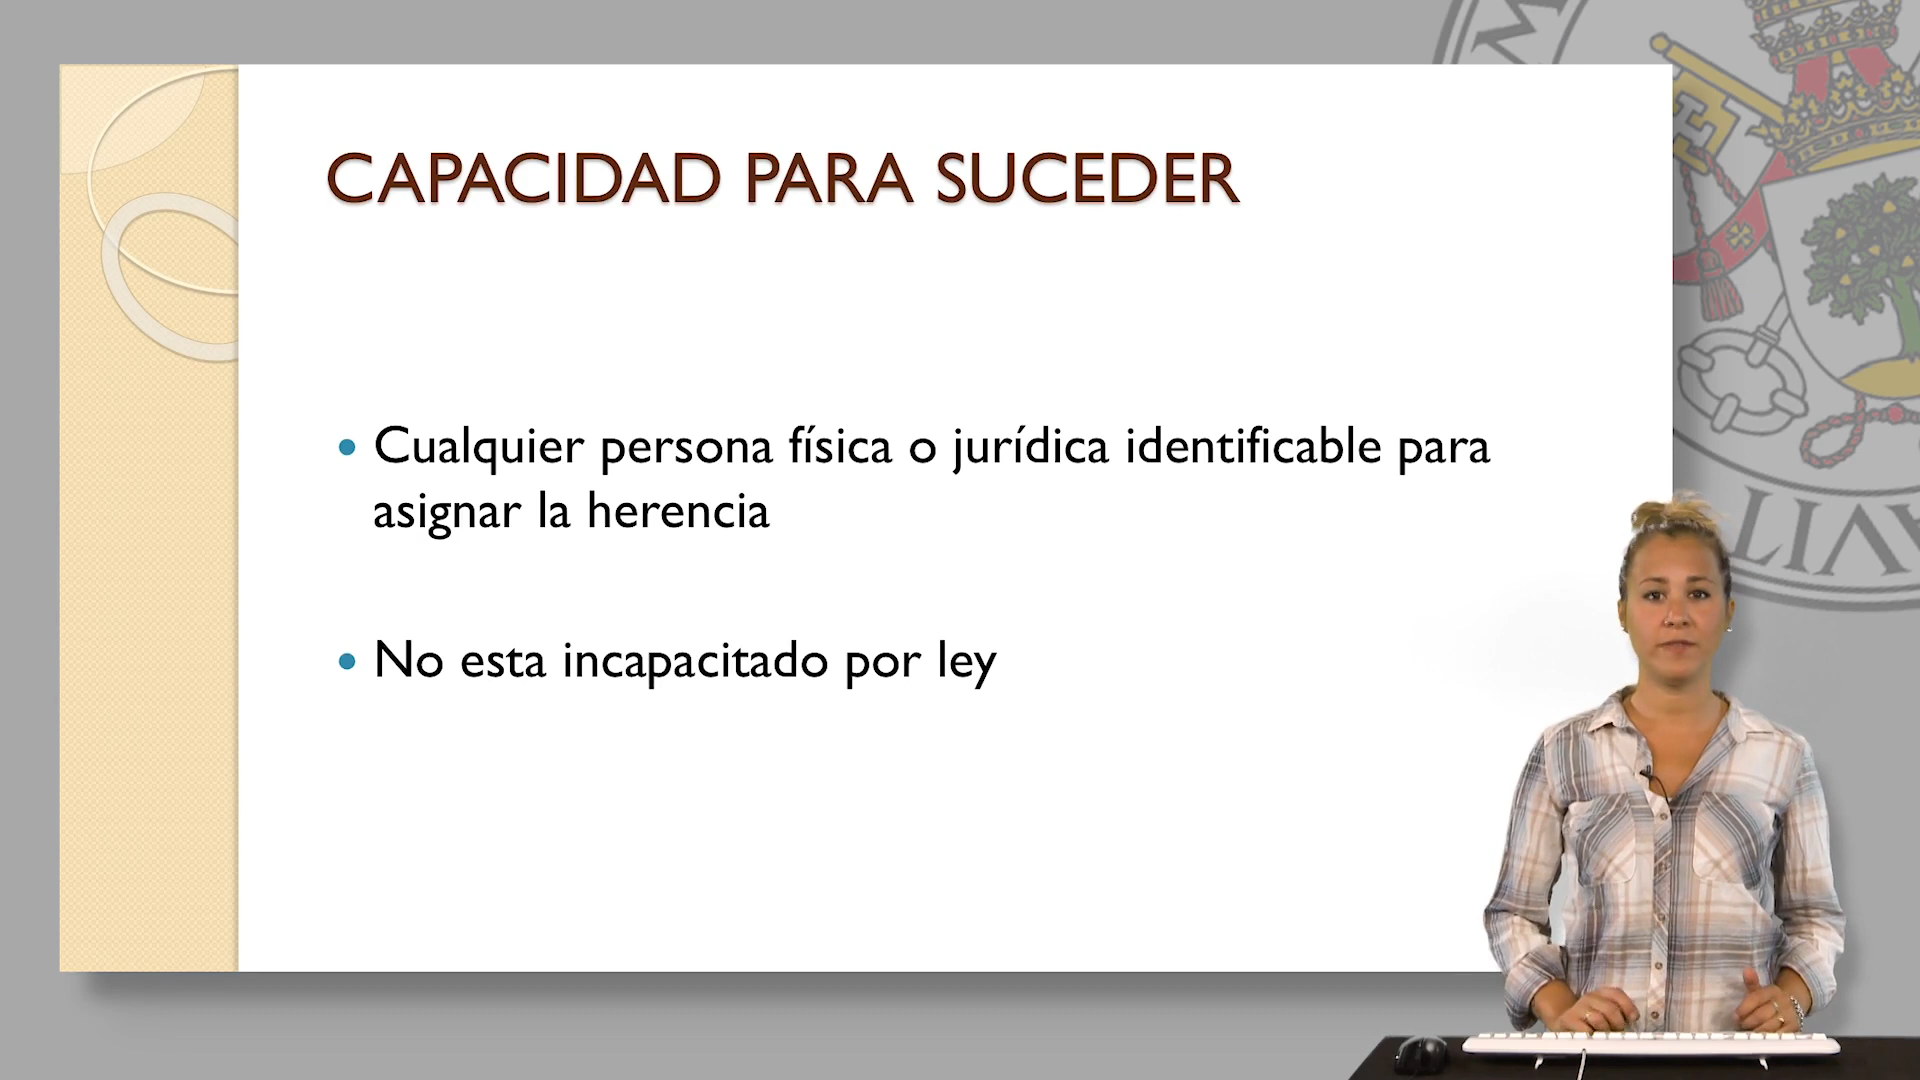 CAPACIDAD PARA SUCEDER
Cualquier persona física o jurídica identificable para
asignar la herencia
No esta incapacitado por ley